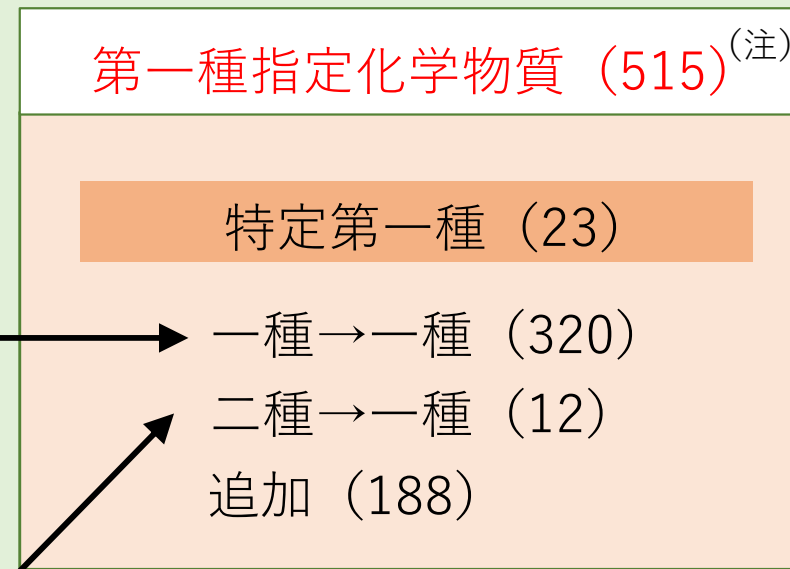 第一種指定化学物質（515）（注）
特定第一種（23）
一種→一種（320）
二種→一種（12）
追加（188）